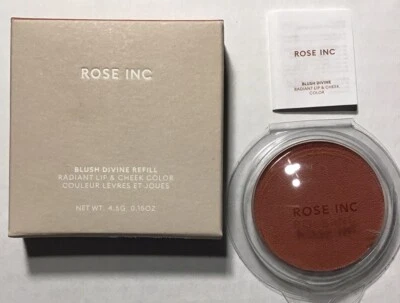 ROSE INC
BLUSH DIVINE REFILL
RADIANT LIP & CHEEK COLOR
COULEUR LÈVRES ET JOUES
NET WT. 4.5G 0.16OZ
ROSE INC
BLUSH DIVINE
RADIANT LIP & CHEEK
COLOR
ROSE INC